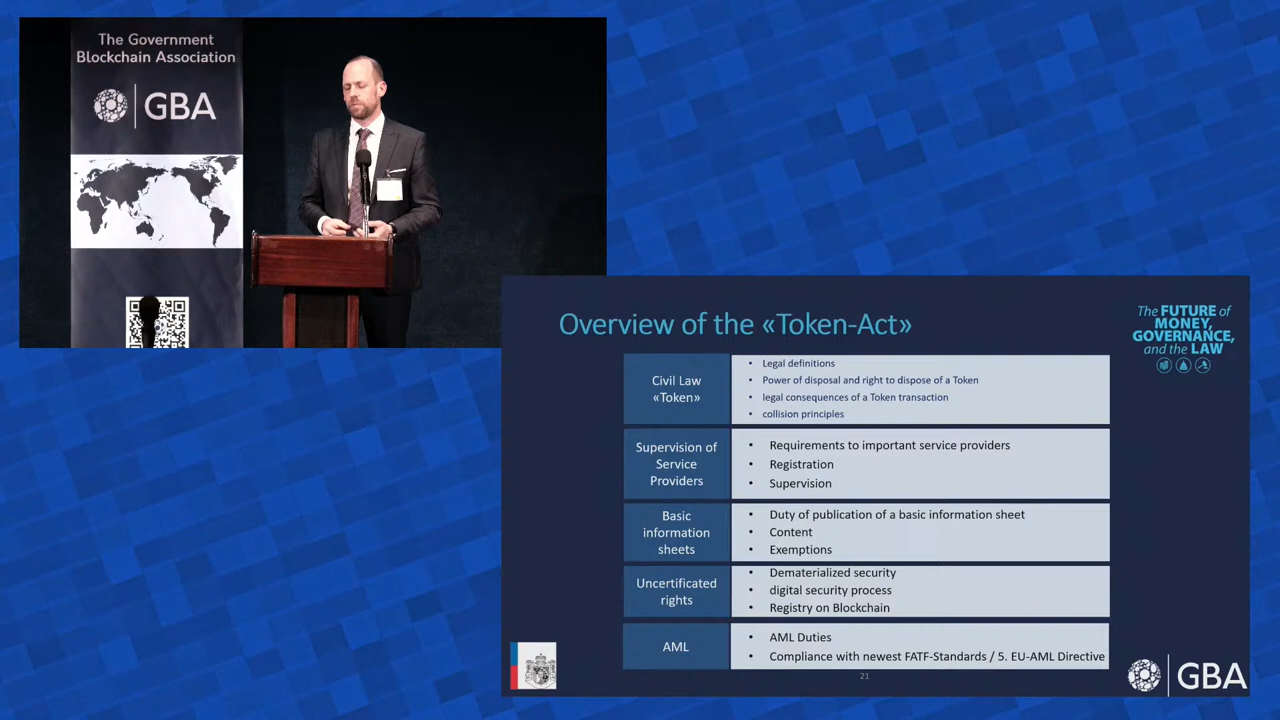 The Government
Blockchain Association
GBA
Overview of the «Token-Act»
The FUTURE of
MONEY,
GOVERNANCE,
and the LAW
Civil Law
«Token»
• Legal definitions
• Power of disposal and right to dispose of a Token
• legal consequences of a Token transaction
• collision principles
Supervision of
Service
Providers
• Requirements to important service providers
• Registration
• Supervision
Basic
information
sheets
• Duty of publication of a basic information sheet
• Content
• Exemptions
Uncertificated
rights
• Dematerialized security
• digital security process
• Registry on Blockchain
AML
• AML Duties
• Compliance with newest FATF-Standards / 5. EU-AML Directive
21
GBA